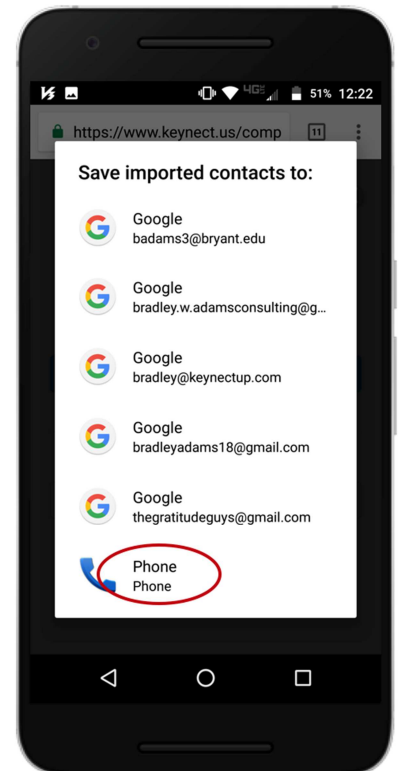 4G 51% 12:22
https://www.keynect.us/comp 11
Save imported contacts to:
Google
badams3@bryant.edu
Google
bradley.w.adamsconsulting@g...
Google
bradley@keynectup.com
Google
bradleyadams18@gmail.com
Google
thegratitudeguys@gmail.com
Phone
Phone